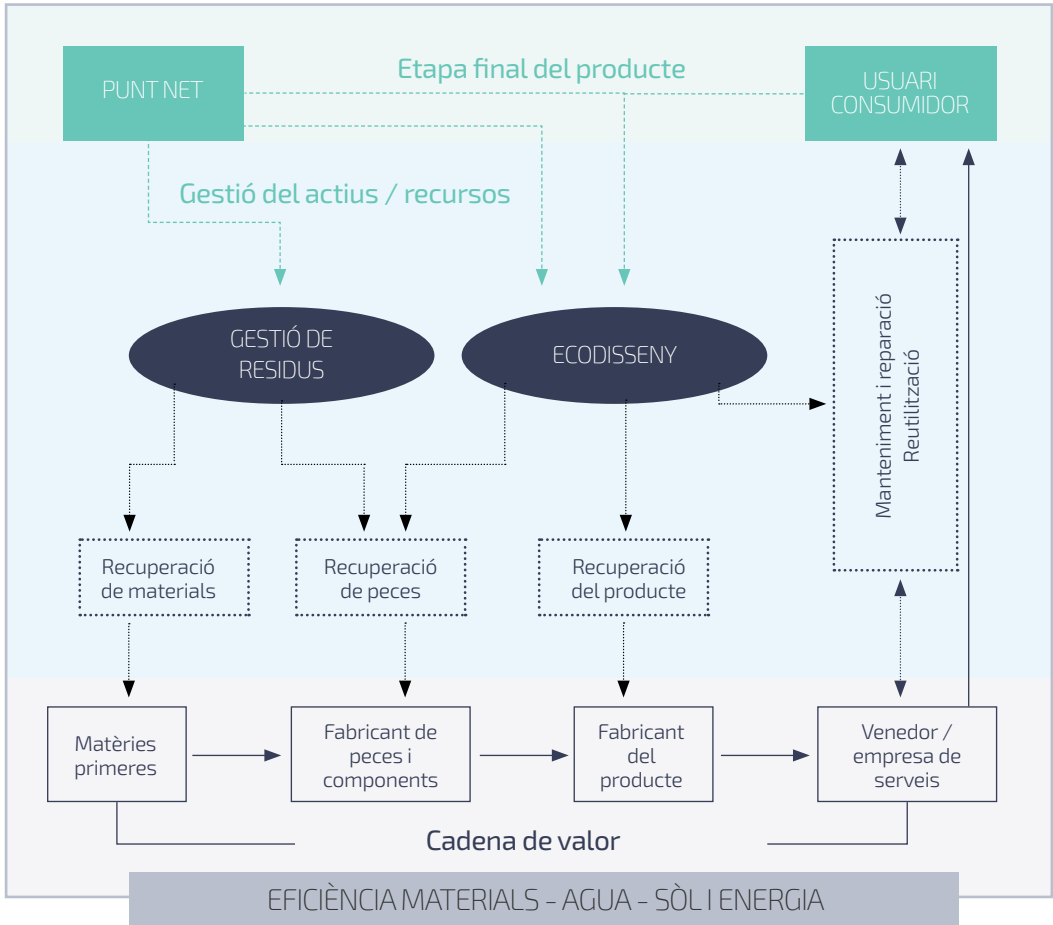 PUNT NET
Etapa final del producte
USUARI
CONSUMIDOR
Gestió del actius / recursos
GESTIÓ DE
RESIDUS
ECODISSENY
Manteniment i reparació
Reutilització
Recuperació
de materials
Recuperació
de peces
Recuperació
del producte
Matèries
primeres
Fabricant de
peces i
components
Fabricant
del
producte
Venedor /
empresa de
serveis
Cadena de valor
EFICIÈNCIA MATERIALS - AGUA - SÒL I ENERGIA